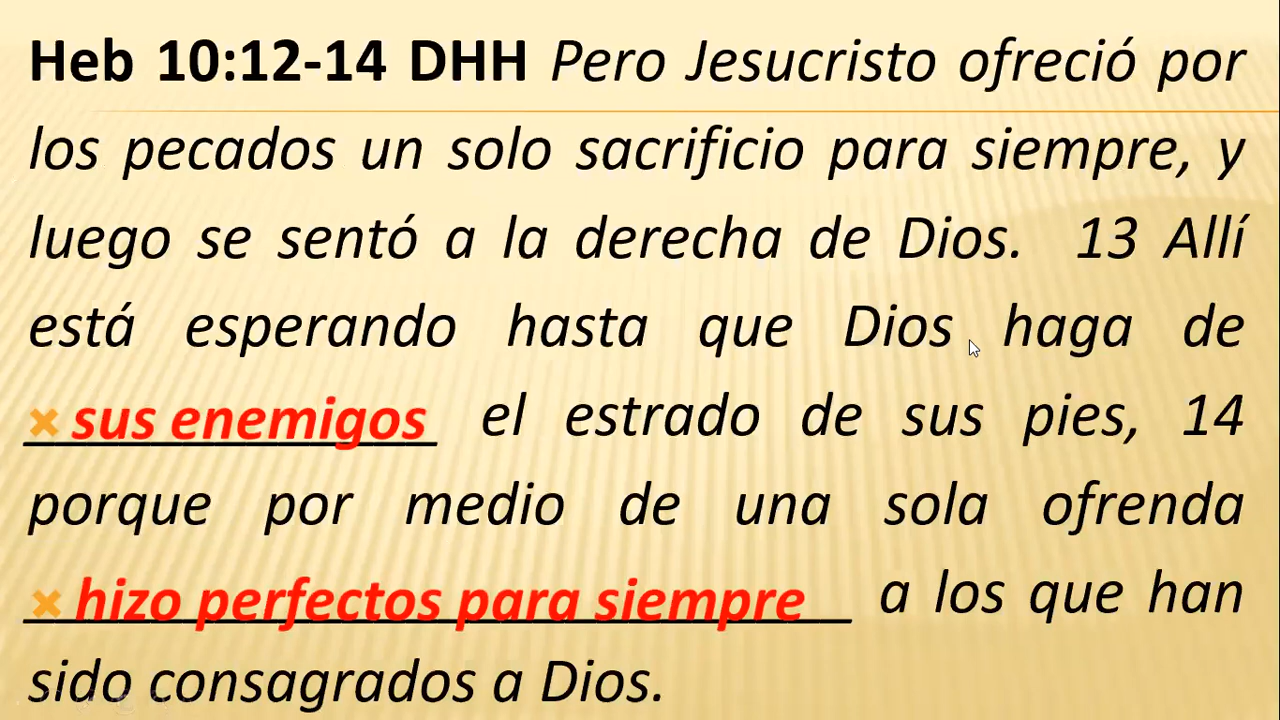 Heb 10:12-14 DHH Pero Jesucristo ofreció por
los pecados un solo sacrificio para siempre, y
luego se sentó a la derecha de Dios. 13 Allí
está esperando hasta que Dios haga de
sus enemigos el estrado de sus pies, 14
porque por medio de una sola ofrenda
hizo perfectos para siempre a los que han
sido consagrados a Dios.